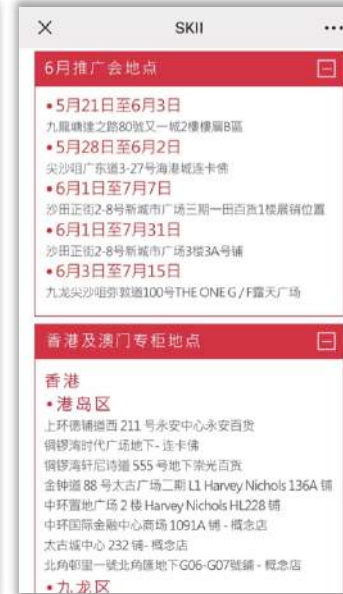 SKII
6月推广会地点
•5月21日至6月3日
九龍塘達之路80號又一城2樓樓層B區
•5月28日至6月2日
尖沙咀广东道3-27号海港城连卡佛
•6月1日至7月7日
沙田正街2-8号新城市广场三期一田百货1楼展销位置
•6月1日至7月31日
沙田正街2-8号新城市广场3楼3A号铺
•6月3日至7月15日
九龙尖沙咀弥敦道100号THE ONE G / F露天广场
香港及澳门专柜地点
香港
•港岛区
上环德辅道西 211 号永安中心永安百货
铜锣湾时代广场地下- 连卡佛
铜锣湾轩尼诗道 555 号地下崇光百货
金钟道 88 号太古广场二期 L1 Harvey Nichols 136A 铺
中环置地广场 2 楼 Harvey Nichols HL228 铺
中环国际金融中心商场 1091A 铺 - 概念店
太古城中心 232 铺- 概念店
北角邨里一號北角匯地下G06-G07號鋪 - 概念店
•九龙区